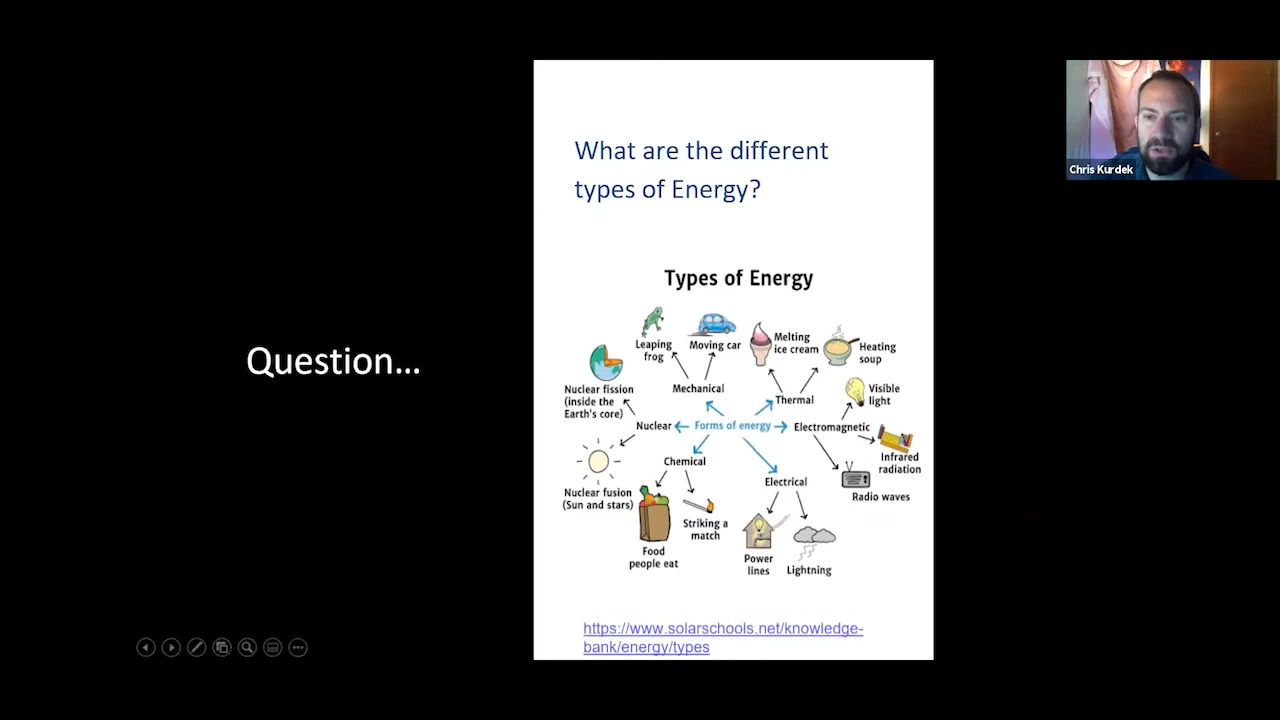 Question...
What are the different
types of Energy?
Types of Energy
Leaping
frog
Moving car
Melting
ice cream
Heating
soup
Nuclear fission
(inside the
Earth's core)
Mechanical
Thermal
Visible
light
Nuclear
Forms of energy
Electromagnetic
Infrared
radiation
Chemical
Electrical
Radio waves
Nuclear fusion
(Sun and stars)
Striking a
match
Food
people eat
Power
lines
Lightning
https://www.solarschools.net/knowledge-
bank/energy/types
Chris Kurdek